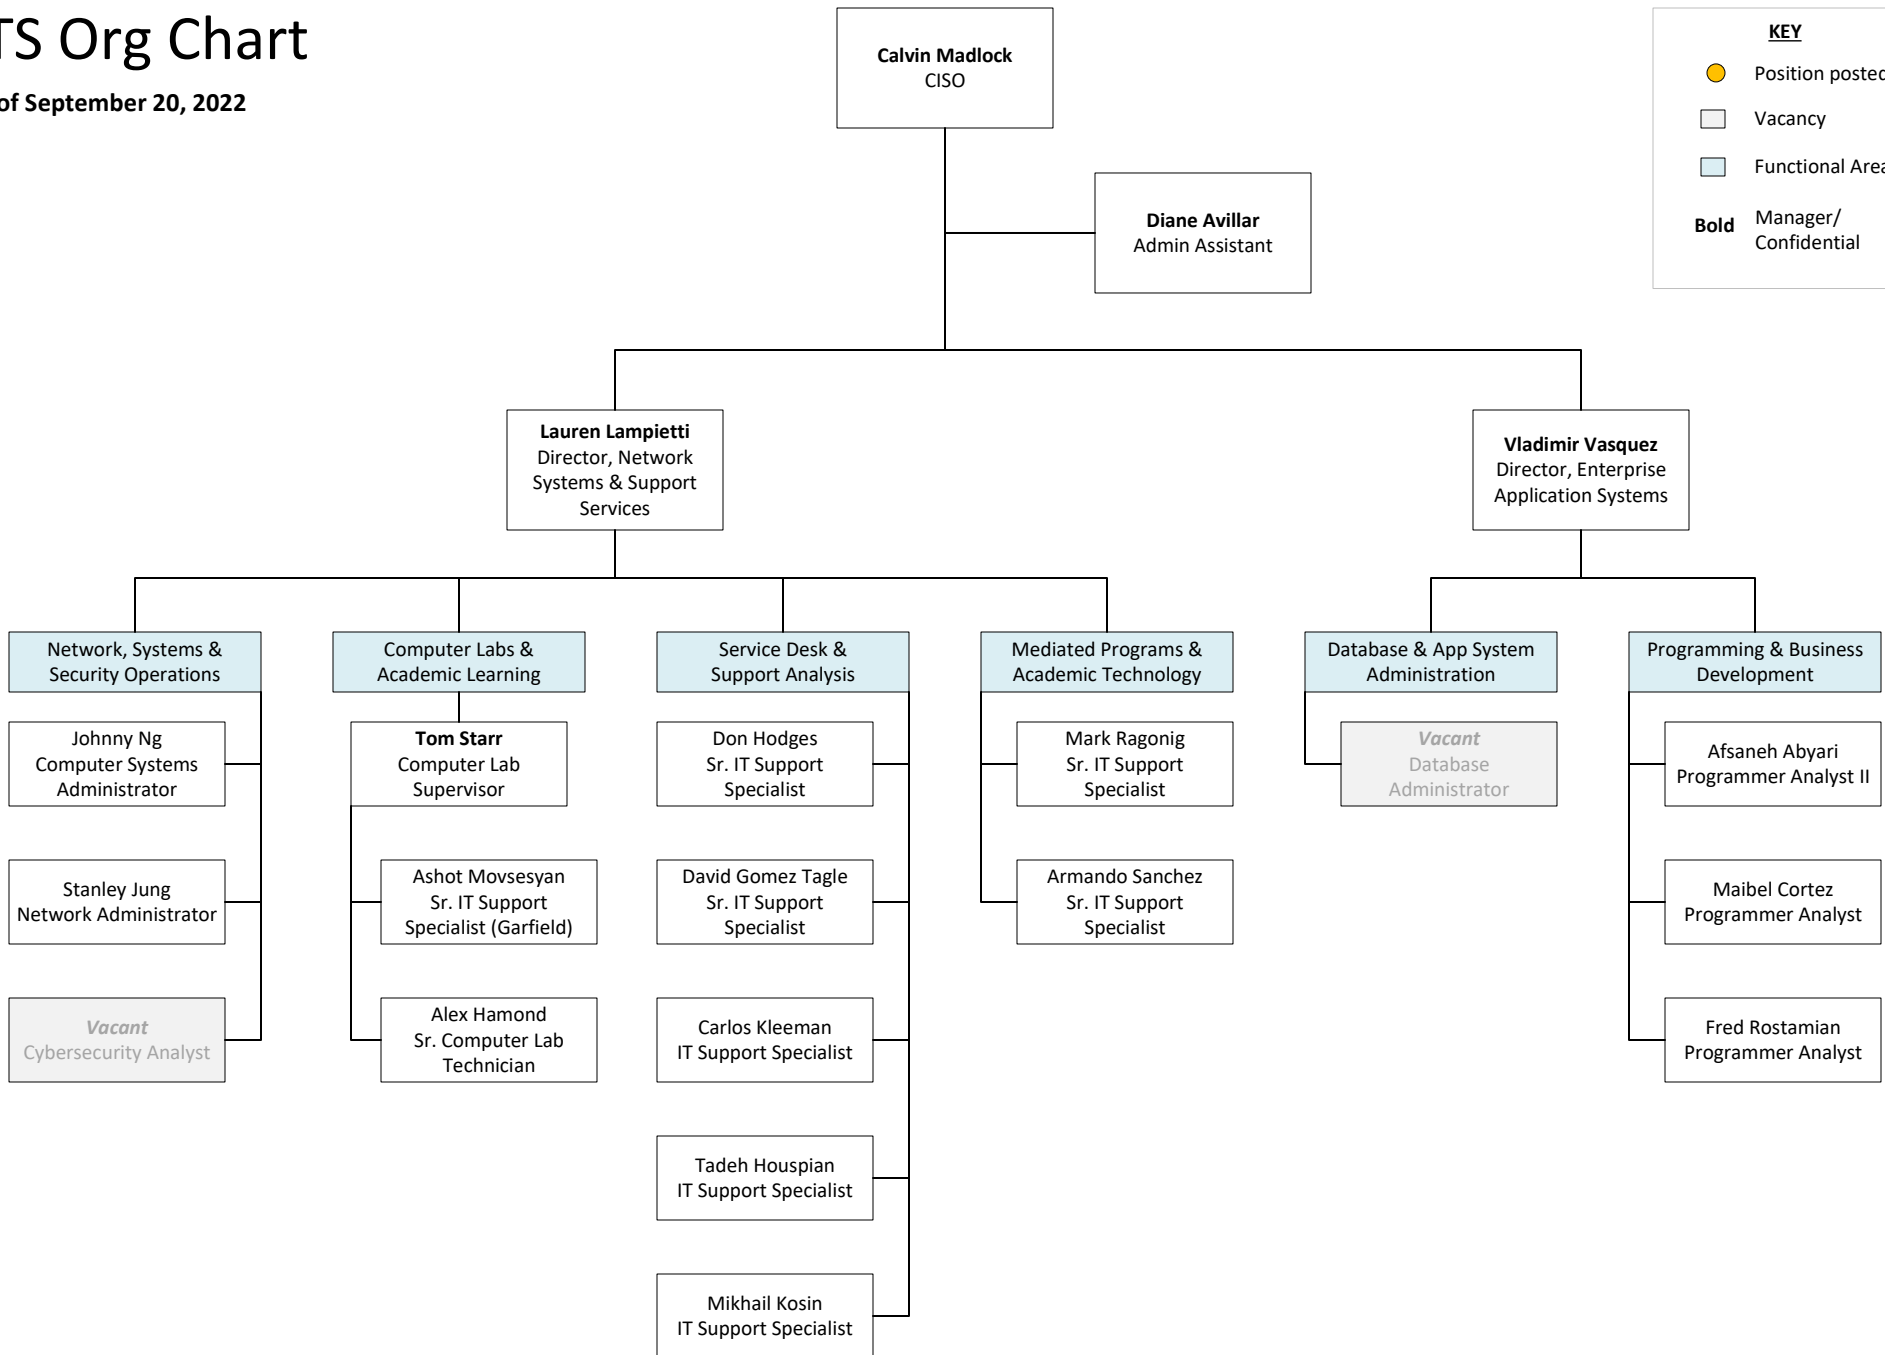 TS Org Chart
of September 20, 2022
Calvin Madlock
CISO
KEY
Position posted
Vacancy
Functional Area
Bold
Manager/
Confidential
Diane Avillar
Admin Assistant
Lauren Lampietti
Director, Network
Systems & Support
Services
Vladimir Vasquez
Director, Enterprise
Application Systems
Network, Systems &
Security Operations
Johnny Ng
Computer Systems
Administrator
Stanley Jung
Network Administrator
Vacant
Cybersecurity Analyst
Computer Labs &
Academic Learning
Tom Starr
Computer Lab
Supervisor
Ashot Movsesyan
Sr. IT Support
Specialist (Garfield)
Alex Hamond
Sr. Computer Lab
Technician
Service Desk &
Support Analysis
Don Hodges
Sr. IT Support
Specialist
David Gomez Tagle
Sr. IT Support
Specialist
Carlos Kleeman
IT Support Specialist
Tadeh Houspian
IT Support Specialist
Mikhail Kosin
IT Support Specialist
Mediated Programs &
Academic Technology
Mark Ragonig
Sr. IT Support
Specialist
Armando Sanchez
Sr. IT Support
Specialist
Database & App System
Administration
Vacant
Database
Administrator
Programming & Business
Development
Afsaneh Abyari
Programmer Analyst II
Maibel Cortez
Programmer Analyst
Fred Rostamian
Programmer Analyst